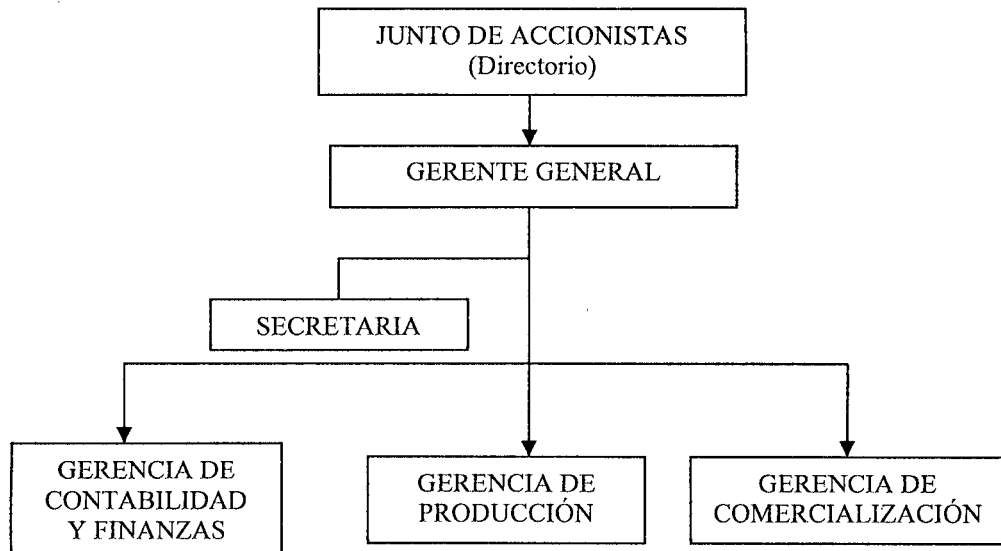 JUNTO DE ACCIONISTAS
(Directorio)
GERENTE GENERAL
SECRETARIA
GERENCIA DE
CONTABILIDAD
Y FINANZAS
GERENCIA DE
PRODUCCIÓN
GERENCIA DE
COMERCIALIZACIÓN